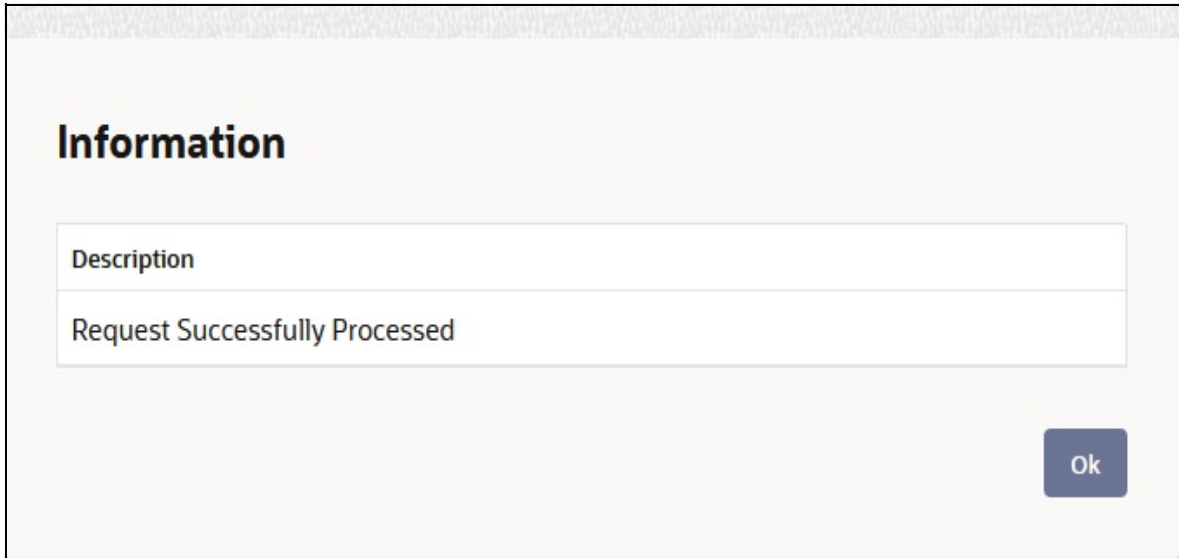 Information
Description
Request Successfully Processed
Ok